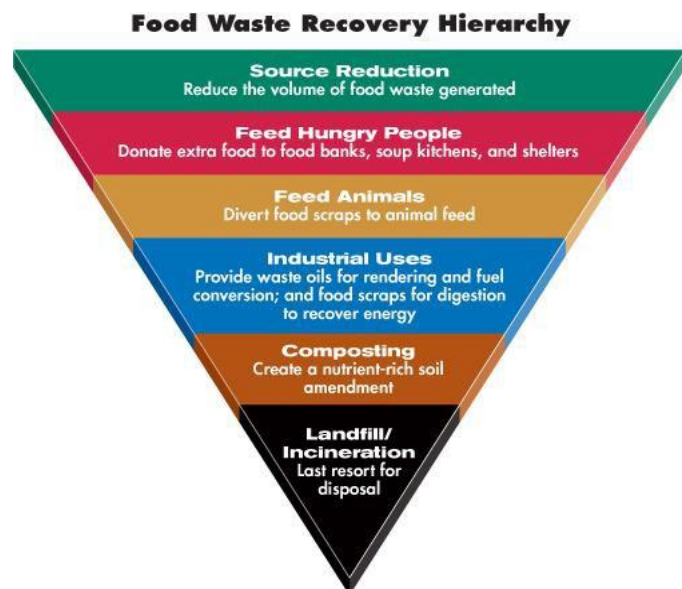 Food Waste Recovery Hierarchy
Source Reduction
Reduce the volume of food waste generated
Feed Hungry People
Donate extra food to food banks, soup kitchens, and shelters
Feed Animals
Divert food scraps to animal feed
Industrial Uses
Provide waste oils for rendering and fuel
conversion; and food scraps for digestion
to recover energy
Composting
Create a nutrient-rich soil
amendment
Landfill/
Incineration
Last resort for
disposal